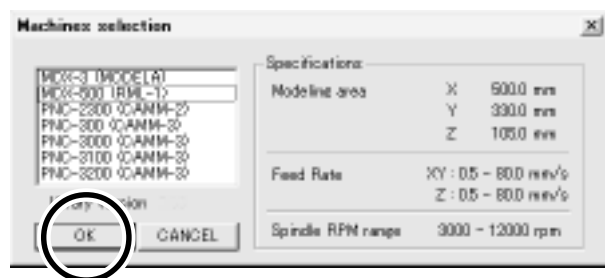 Machines selection
MDX-3 (MODELA)
MDX-500 (RML-1)
PNC-2300 (CAMM-2)
PNC-300 (CAMM-3)
PNC-3000 (CAMM-3)
PNC-3100 (CAMM-3)
PNC-3200 (CAMM-3)
OK CANCEL
Specifications
Modeling area X 500.0 mm
Y 330.0 mm
Z 105.0 mm
Feed Rate XY : 0.5 - 80.0 mm/s
Z : 0.5 - 80.0 mm/s
Spindle RPM range 3000 - 12000 rpm